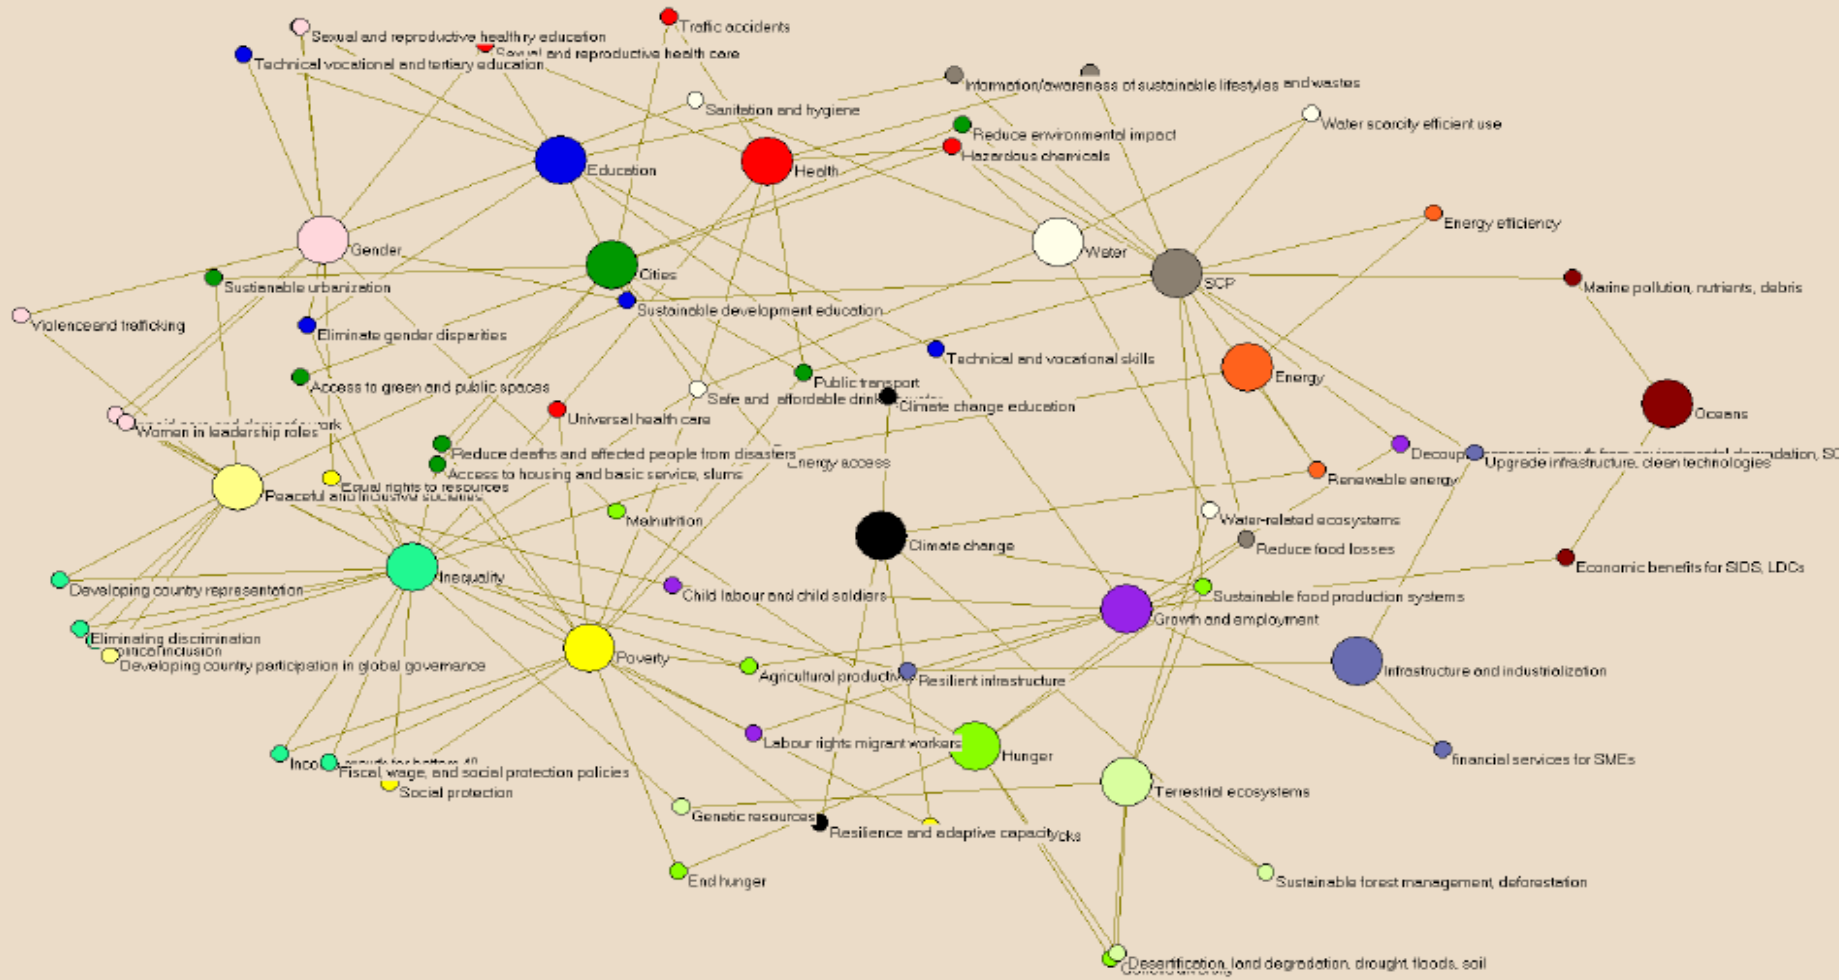 Traffic accidents
Sexual and reproductive health
ry education
Sexual and reproductive health care
Technical vocational and tertiary education
Information/awareness of sustainable lifestyles
and wastes
Sanitation and hygiene
Water scarcity efficient use
Reduce environmental impact
Hazardous chemicals
Education
Health
Energy efficiency
Gender
Water
Cities
SCP
Sustianable urbanization
Marine pollution, nutrients, debris
Sustainable development education
Violence and trafficking
Eliminate gender disparities
Technical and vocational skills
Energy
Public transport
Access to green and public spaces
Safe and affordable
Climate change education
Oceans
Universal health care
Women in leadership roles
Reduce deaths and affected people from disasters
Energy access
Upgrade infrastructure, clean technologies
Access to housing and basic service, slums
Renewable energy
Equal rights to resources
Peaceful and inclusive societies
Malnutrition
Water-related ecosystems
Climate change
Reduce food losses
Economic benefits for SIDS, LDCs
Inequality
Developing country representation
Child labour and child soldiers
Sustainable food production systems
Growth and employment
Eliminating discrimination
inclusion
Developing country participation in global governance
Poverty
Agricultural
Resilient infrastructure
Infrastructure and industrialization
Labour rights migrant workers
Hunger
financial services for SMEs
Fiscal, wage, and social protection policies
Social protection
Terrestrial ecosystems
Genetic resources
Resilience and adaptive capacity
End hunger
Sustainable forest management, deforestation
Desertification, land degradation, drought, floods, soil